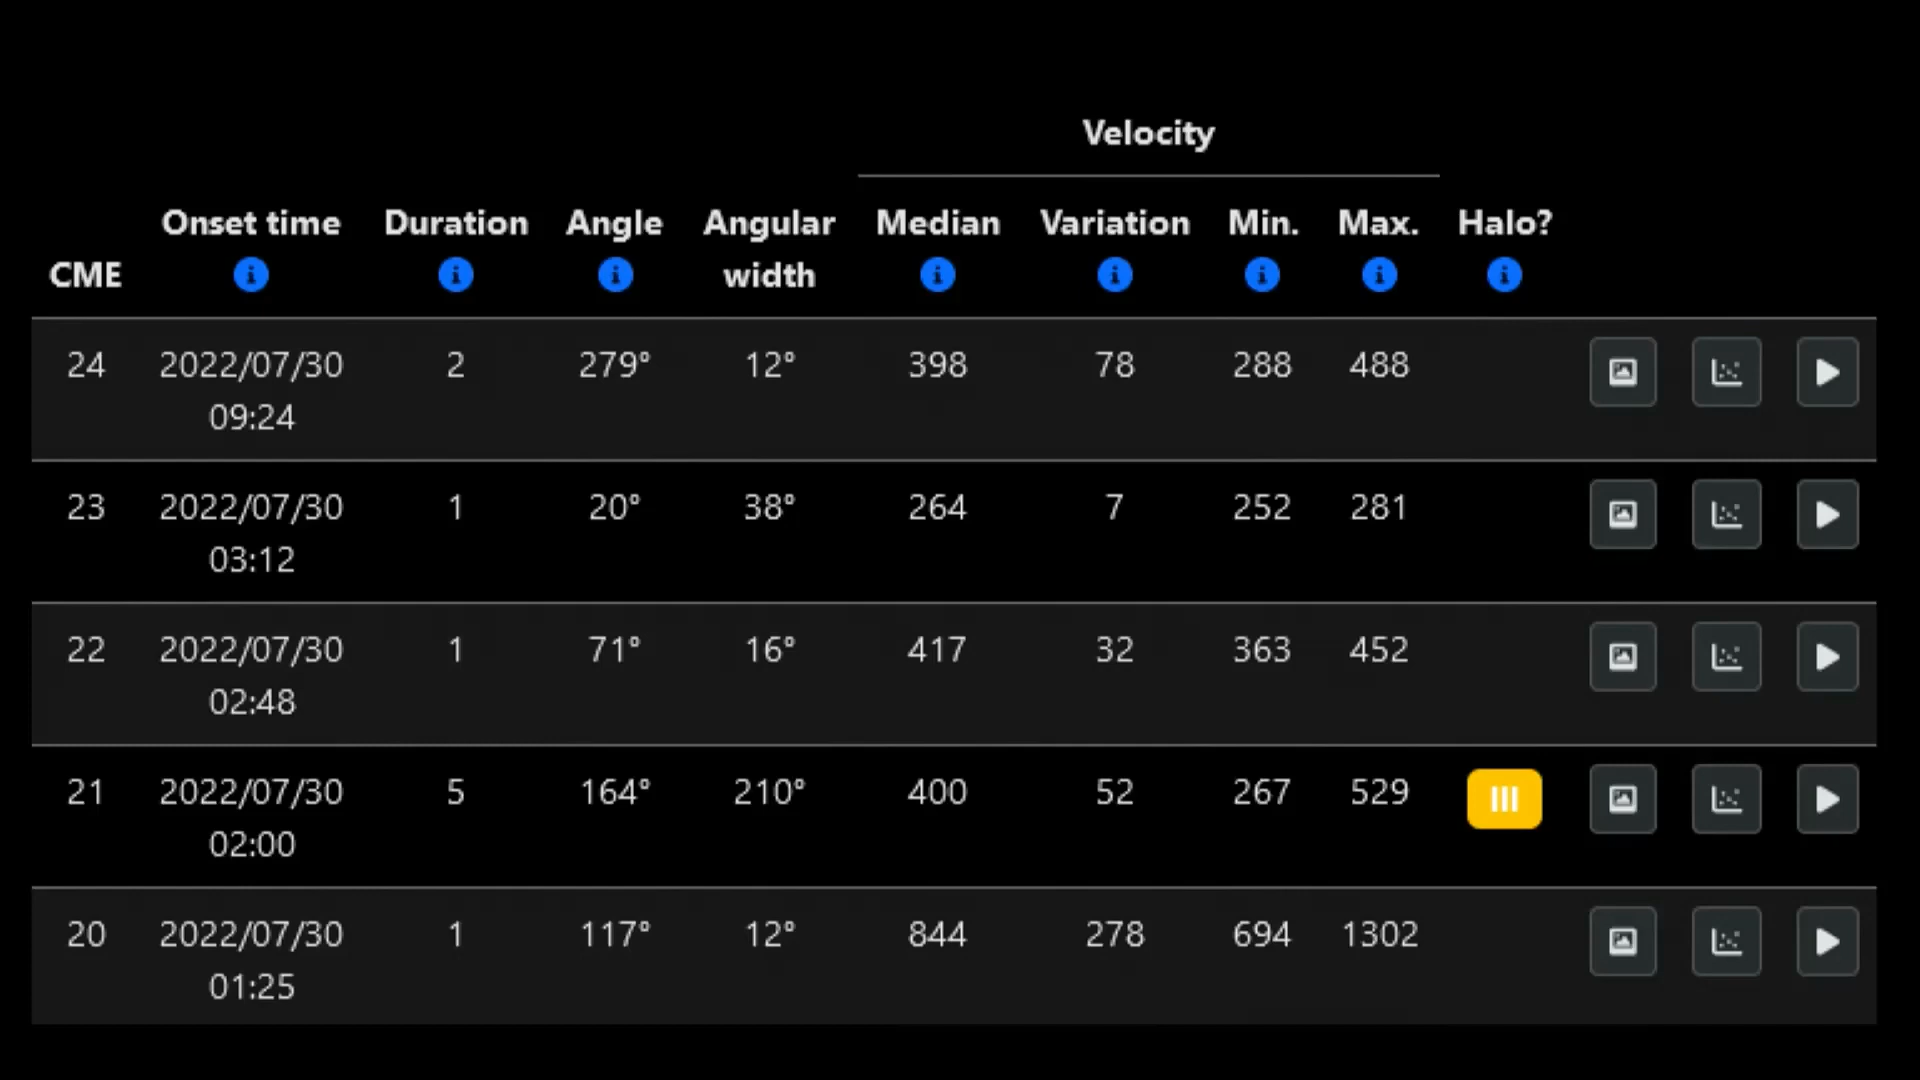 Velocity
Onset time Duration Angle Angular Median Variation Min. Max. Halo?
CME width
24 2022/07/30 2 279° 12° 398 78 288 488
09:24
23 2022/07/30 1 20° 38° 264 7 252 281
03:12
22 2022/07/30 1 71° 16° 417 32 363 452
02:48
21 2022/07/30 5 164° 210° 400 52 267 529 III
02:00
20 2022/07/30 1 117° 12° 844 278 694 1302
01:25